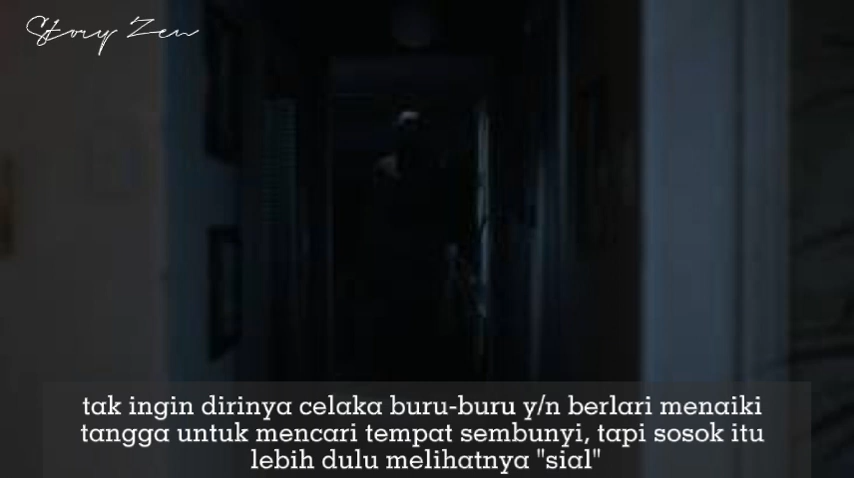 Story Zen
tak ingin dirinya celaka buru-buru y/n berlari menaiki
tangga untuk mencari tempat sembunyi, tapi sosok itu
lebih dulu melihatnya "sial"